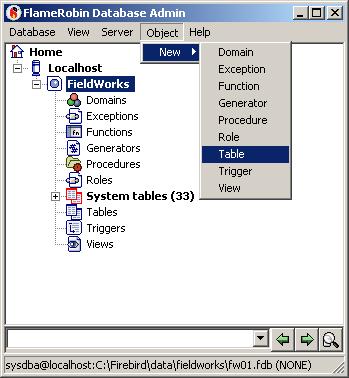 FlameRobin Database Admin
Database View Server Object Help
Home
Localhost
FieldWorks
Domains
Exceptions
fn Functions
Generators
Procedures
Roles
System tables (33)
Tables
Triggers
Views
New
Domain
Exception
Function
Generator
Procedure
Role
Table
Trigger
View
sysdba@localhost:C:\Firebird\data\fieldworks\fw01.fdb (NONE)